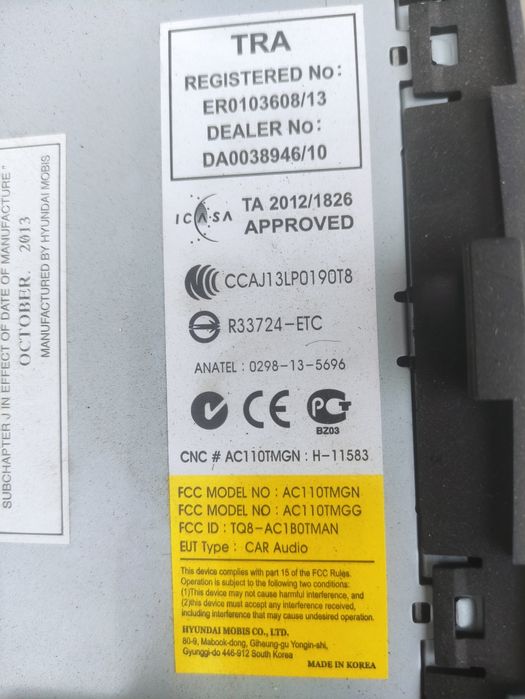 SUBCHAPTER J IN EFFECT OF DATE OF MANUFACTURE "
OCTOBER. 2013
MANUFACTURED BY HYUNDAI MOBIS
TRA
REGISTERED No:
ER0103608/13
DEALER No:
DA0038946/10
ICASA
TA 2012/1826
APPROVED
CCAJ13LP0190T8
R33724-ETC
ANATEL : 0298-13-5696
CE
BZ03
CNC # AC110TMGN : H-11583
FCC MODEL NO : AC110TMGN
FCC MODEL NO : AC110TMGG
FCC ID : TQ8-AC1B0TMAN
EUT Type : CAR Audio
This device complies with part 15 of the FCC Rules.
Operation is subject to the following two conditions:
(1)This device may not cause harmful interference, and
(2)this device must accept any interference received,
including interference that may cause undesired operation.
HYUNDAI MOBIS CO., LTD.
80-9, Mabook-dong, Giheung-gu Yongin-shi,
Gyunggi-do 446-912 South Korea
MADE IN KOREA